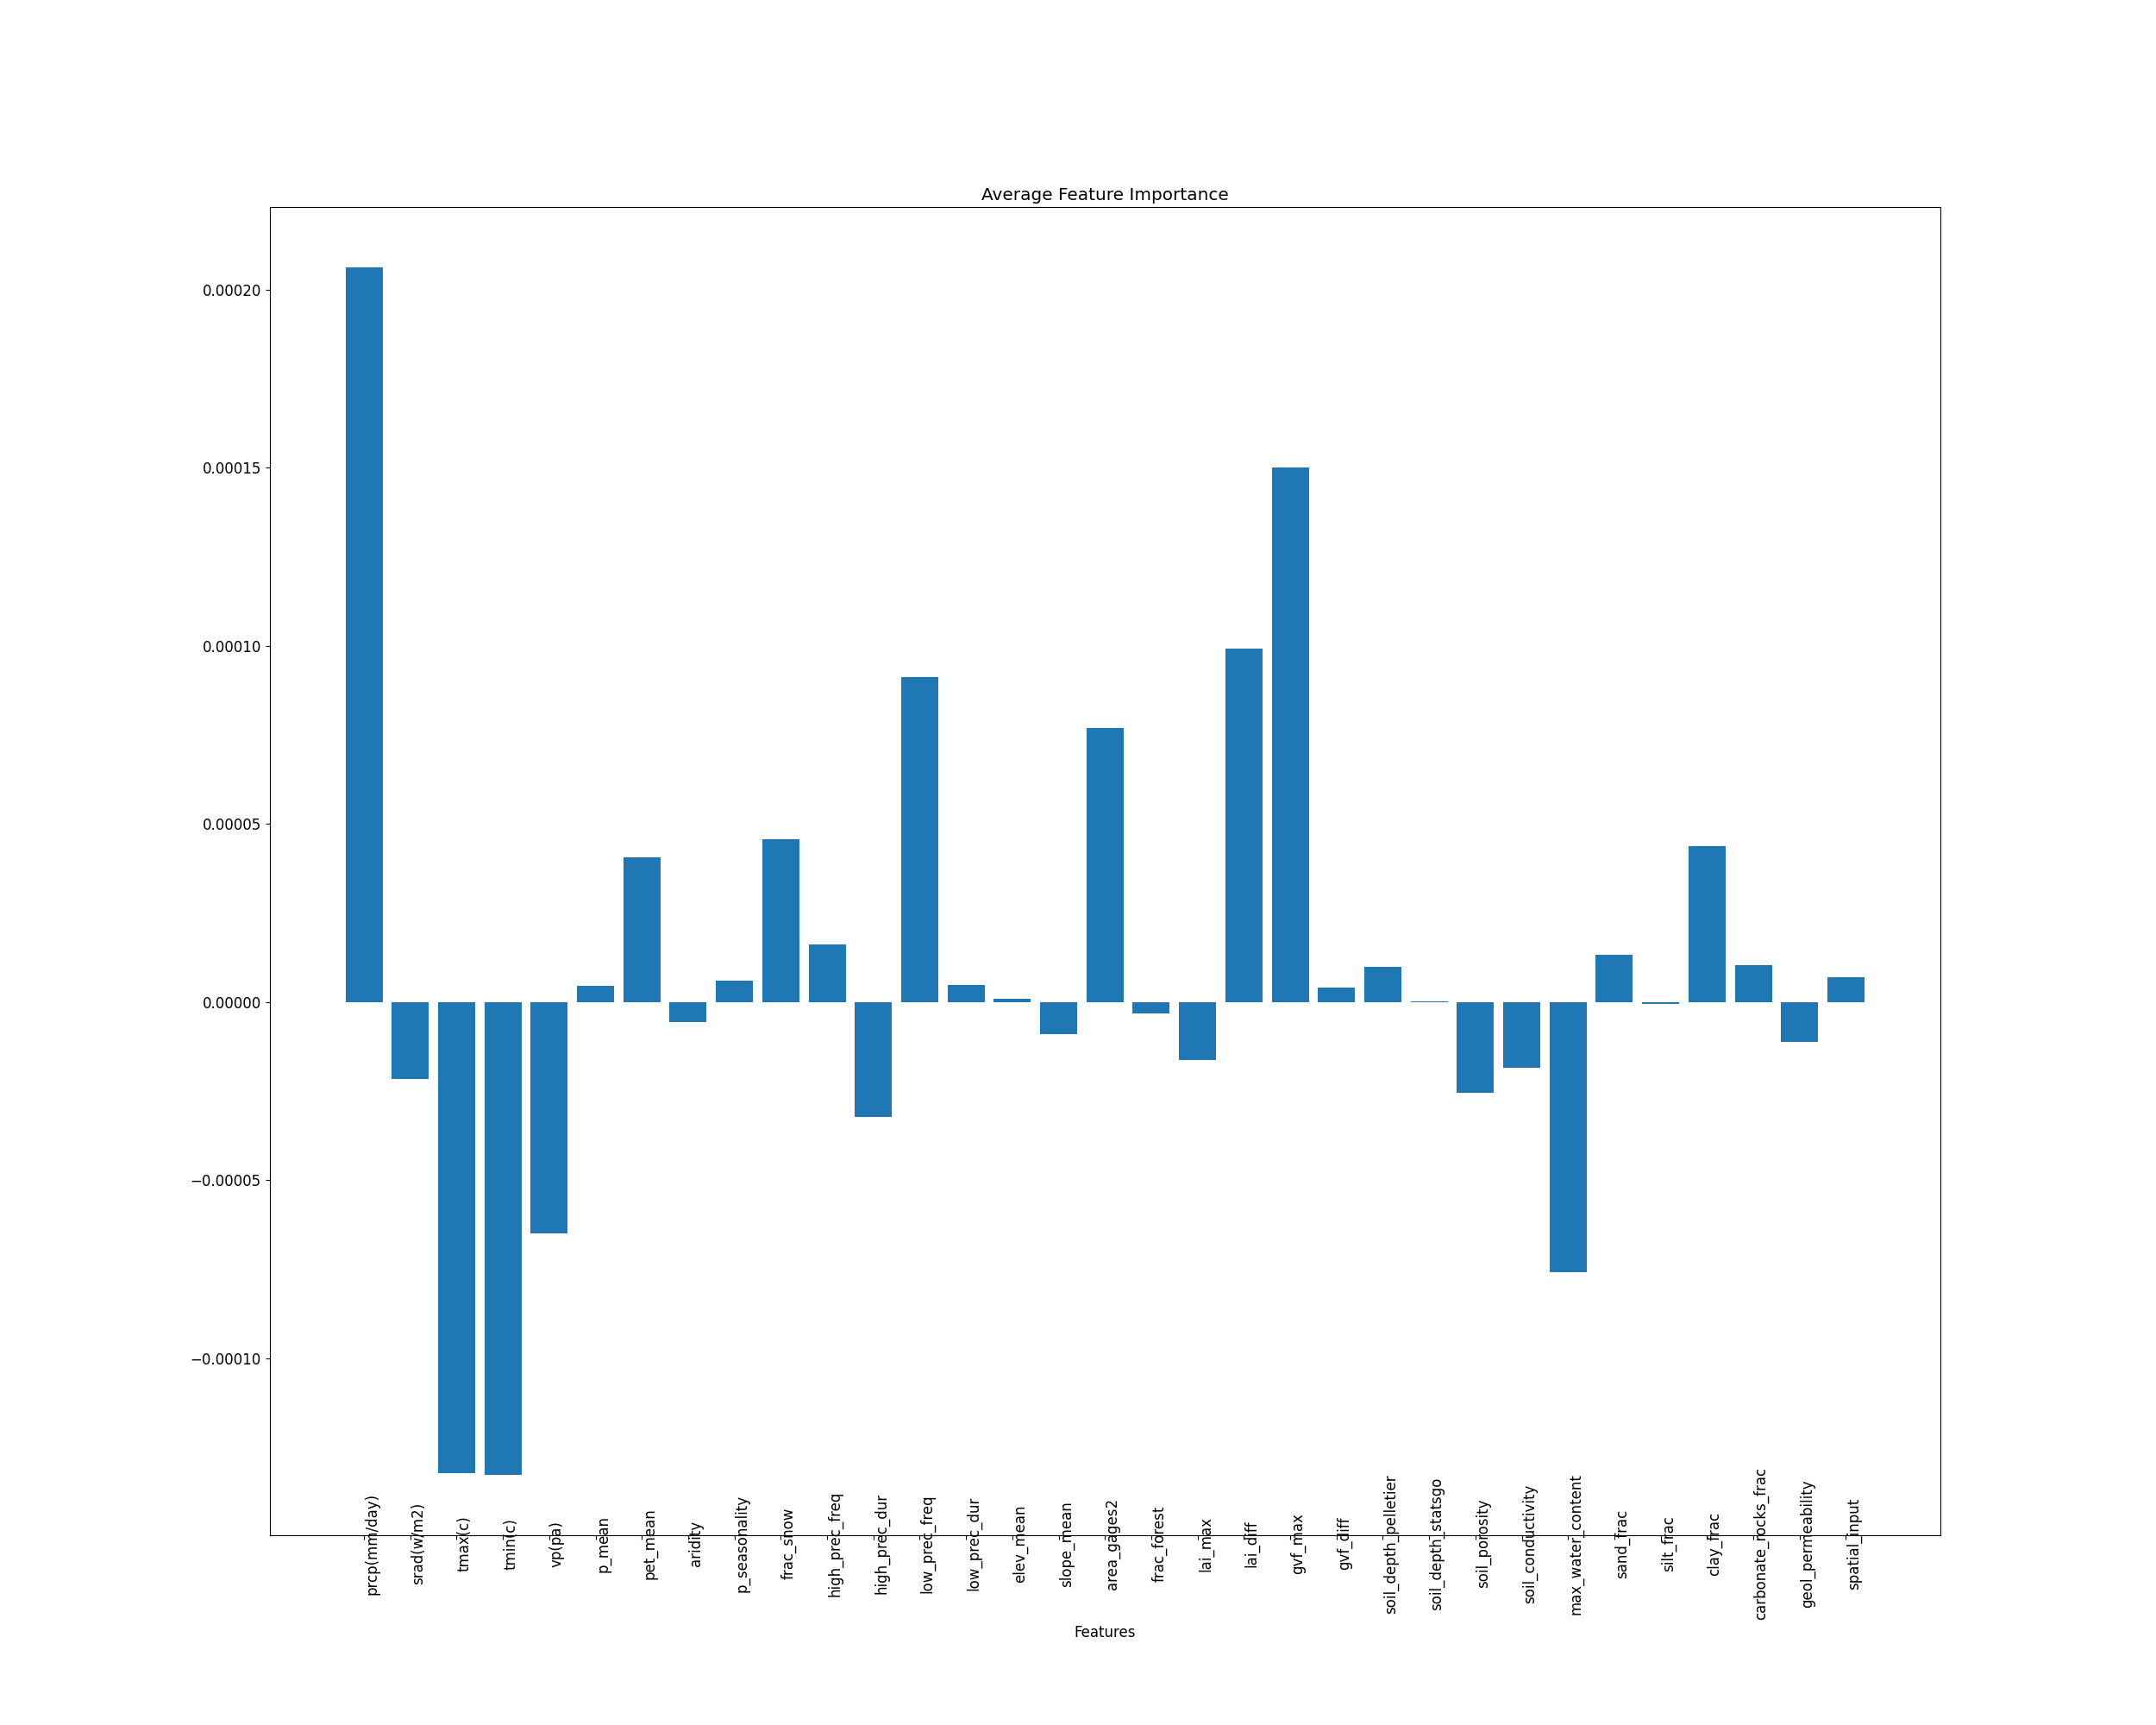 Average Feature Importance
0.00020
0.00015
0.00010
0.00005
0.00000
−0.00005
−0.00010
prcp(mm/day)
srad(w/m2)
tmax(c)
tmin(c)
vp(pa)
p_mean
pet_mean
aridity
p_seasonality
frac_snow
high_prec_freq
high_prec_dur
low_prec_freq
low_prec_dur
elev_mean
slope_mean
area_gages2
frac_forest
lai_max
lai_diff
gvf_max
gvf_diff
soil_depth_pelletier
soil_depth_statsgo
soil_porosity
soil_conductivity
max_water_content
sand_frac
silt_frac
clay_frac
carbonate_rocks_frac
geol_permeability
spatial_input
Features